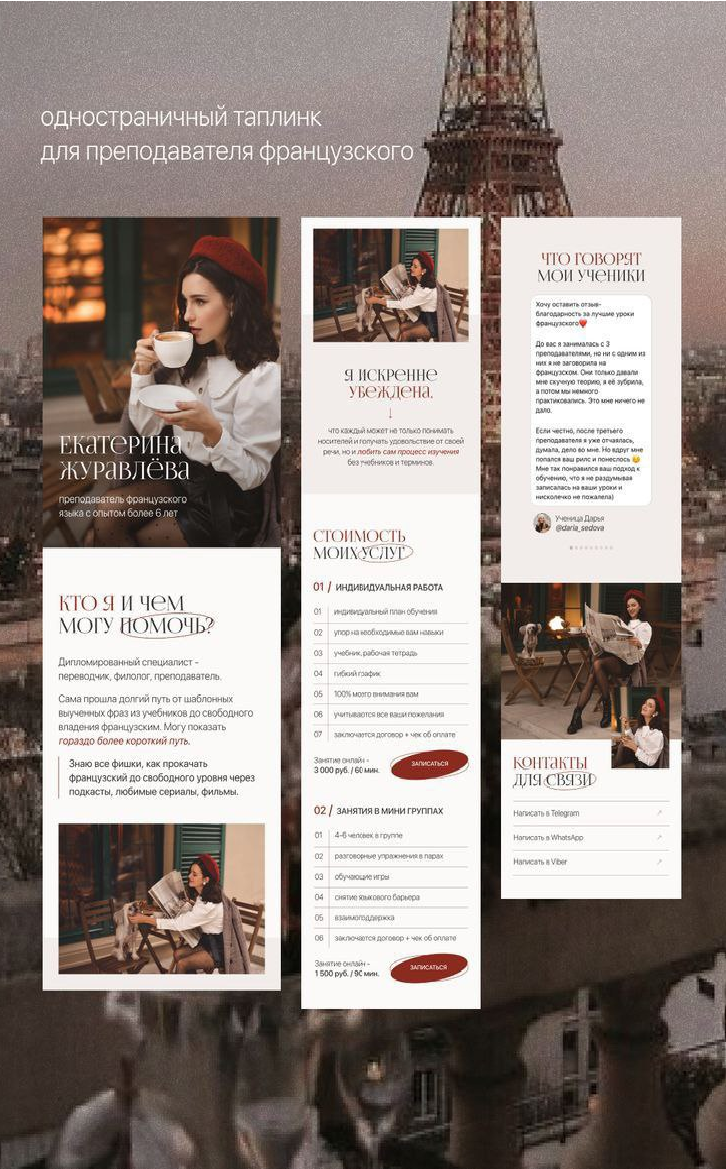 одностраничный таплинк
для преподавателя французского
ЕКАТЕРИНА
ЖУРАВЛЁВА
преподаватель французского
языка с опытом более 6 лет
КТО Я И ЧЕМ
МОГУ ПОМОЧЬ?
Дипломированный специалист -
переводчик, филолог, преподаватель.
Сама прошла долгий путь от шаблонных
выученных фраз из учебников до свободного
владения французским. Могу показать
гораздо более короткий путь.
Знаю все фишки, как прокачать
французский до свободного уровня через
подкасты, любимые сериалы, фильмы.
Я ИСКРЕННЕ
УБЕЖДЕНА,
↓
что каждый может не только понимать
носителей и получать удовольствие от своей
речи, но и любить сам процесс изучения
без учебников и терминов.
СТОИМОСТЬ
МОИХ УСЛУГ
01 / ИНДИВИДУАЛЬНАЯ РАБОТА
01 индивидуальный план обучения
02 упор на необходимые вам навыки
03 учебник, рабочая тетрадь
04 гибкий график
05 100% моего внимания вам
06 учитываются все ваши пожелания
07 заключается договор + чек об оплате
Занятие онлайн -
3 000 руб. / 60 мин.
ЗАПИСАТЬСЯ
02 / ЗАНЯТИЯ В МИНИ ГРУППАХ
01 4-6 человек в группе
02 разговорные упражнения в парах
03 обучающие игры
04 снятие языкового барьера
05 взаимоподдержка
06 заключается договор + чек об оплате
Занятие онлайн -
1 500 руб. / 90 мин.
ЗАПИСАТЬСЯ
ЧТО ГОВОРЯТ
МОИ УЧЕНИКИ
Хочу оставить отзыв-
благодарность за лучшие уроки
французского❤️
До вас я занималась с 3
преподавателями, но ни с одним из
них я не заговорила на
французском. Они только давали
мне скучную теорию, я её зубрила,
а потом мы немного
практиковались. Это мне ничего не
дало.
Если честно, после третьего
преподавателя я уже отчаялась,
думала, дело во мне. Но вдруг мне
попался ваш рилс и понеслось 😂
Мне так понравился ваш подход к
обучению, что я не раздумывая
записалась на ваши уроки и
нисколечко не пожалела)
Ученица Дарья
@daria_sedova
КОНТАКТЫ
ДЛЯ СВЯЗИ
Написать в Telegram ↗
Написать в WhatsApp ↗
Написать в Viber ↗